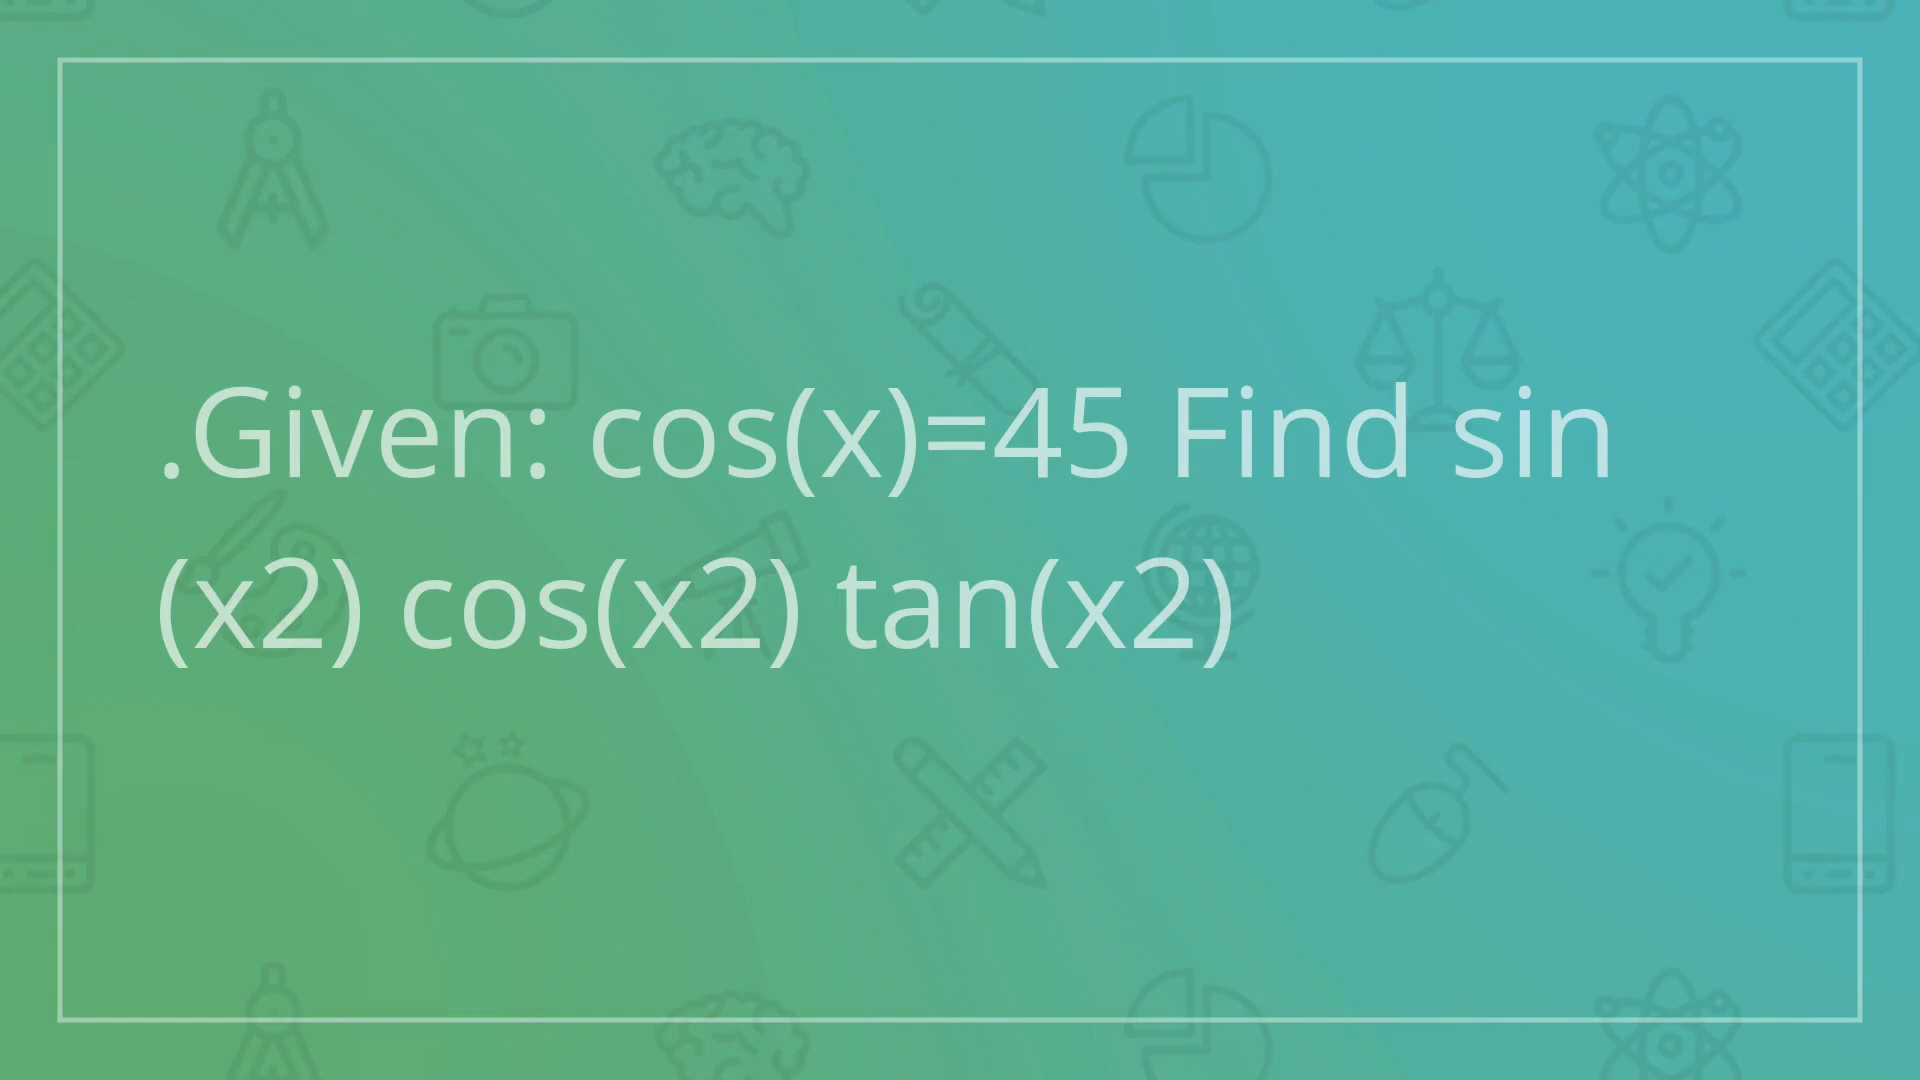 .Given: cos(x)=45 Find sin
(x2) cos(x2) tan(x2)